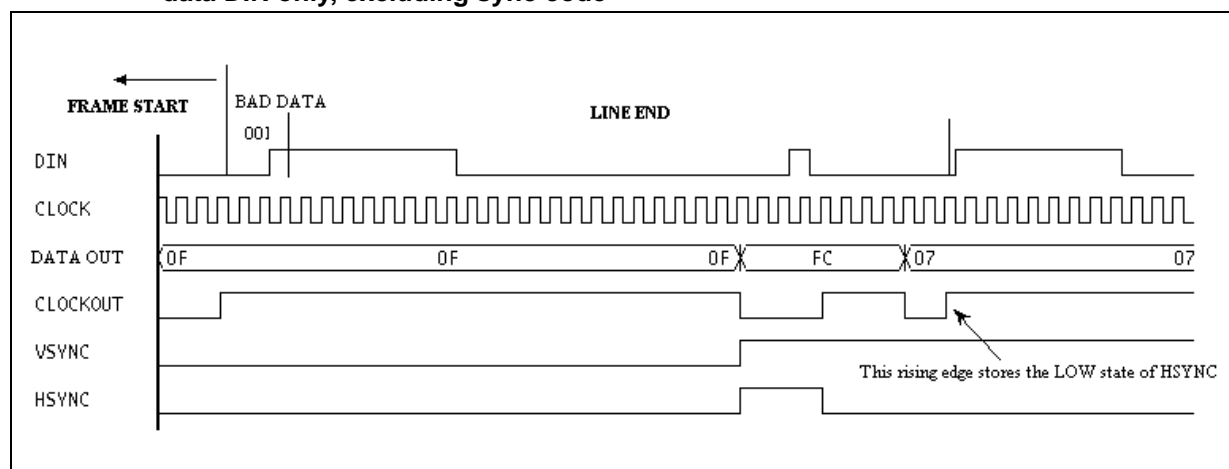 data DIN only, excluding sync code
FRAME START
BAD DATA
001
LINE END
DIN
CLOCK
DATA OUT
0F
0F
0F
FC
07
07
CLOCKOUT
VSYNC
This rising edge stores the LOW state of HSYNC
HSYNC